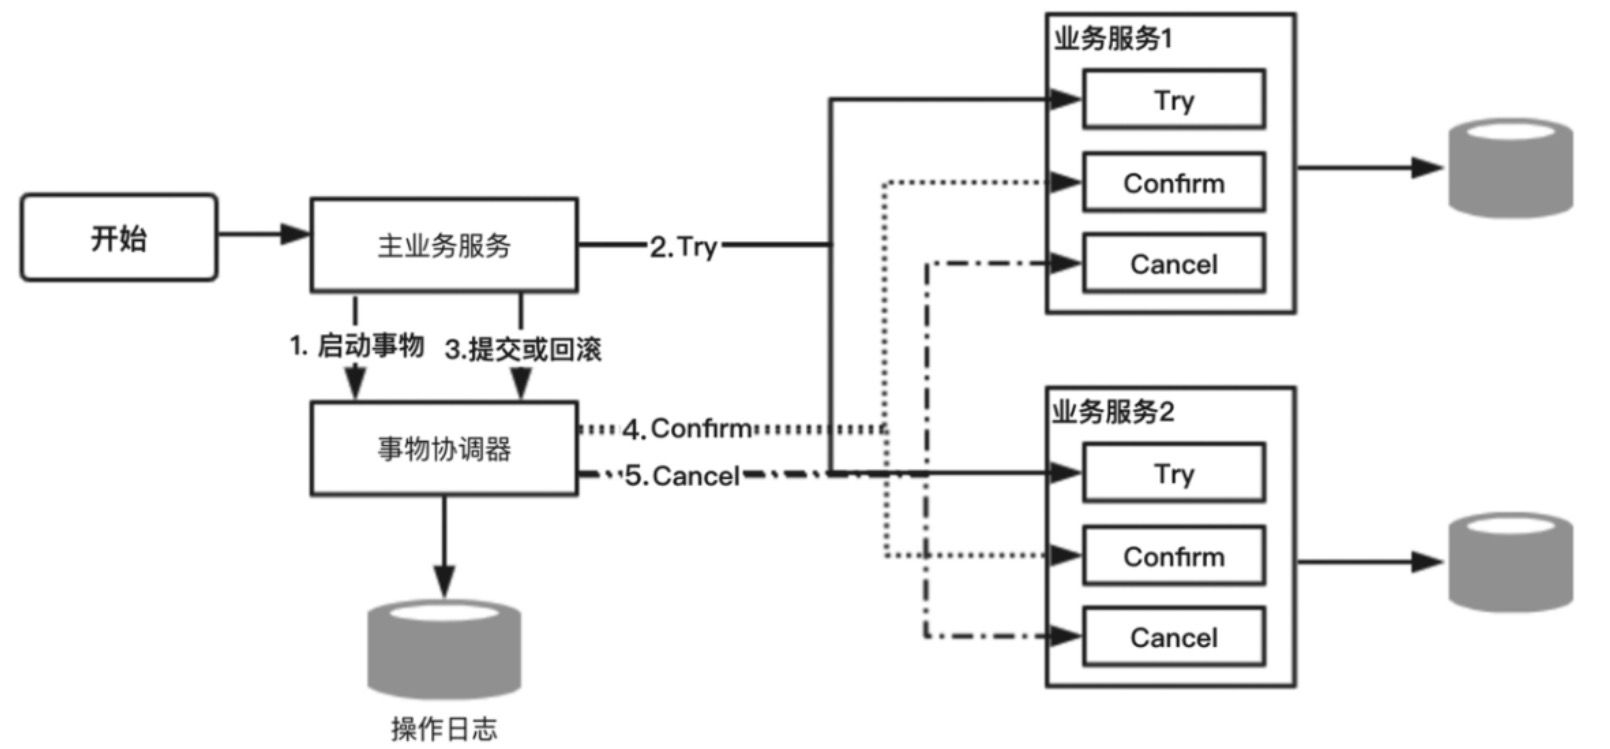 开始
主业务服务
1. 启动事物
3.提交或回滚
事物协调器
操作日志
2.Try
4.Confirm
5.Cancel
业务服务1
Try
Confirm
Cancel
业务服务2
Try
Confirm
Cancel